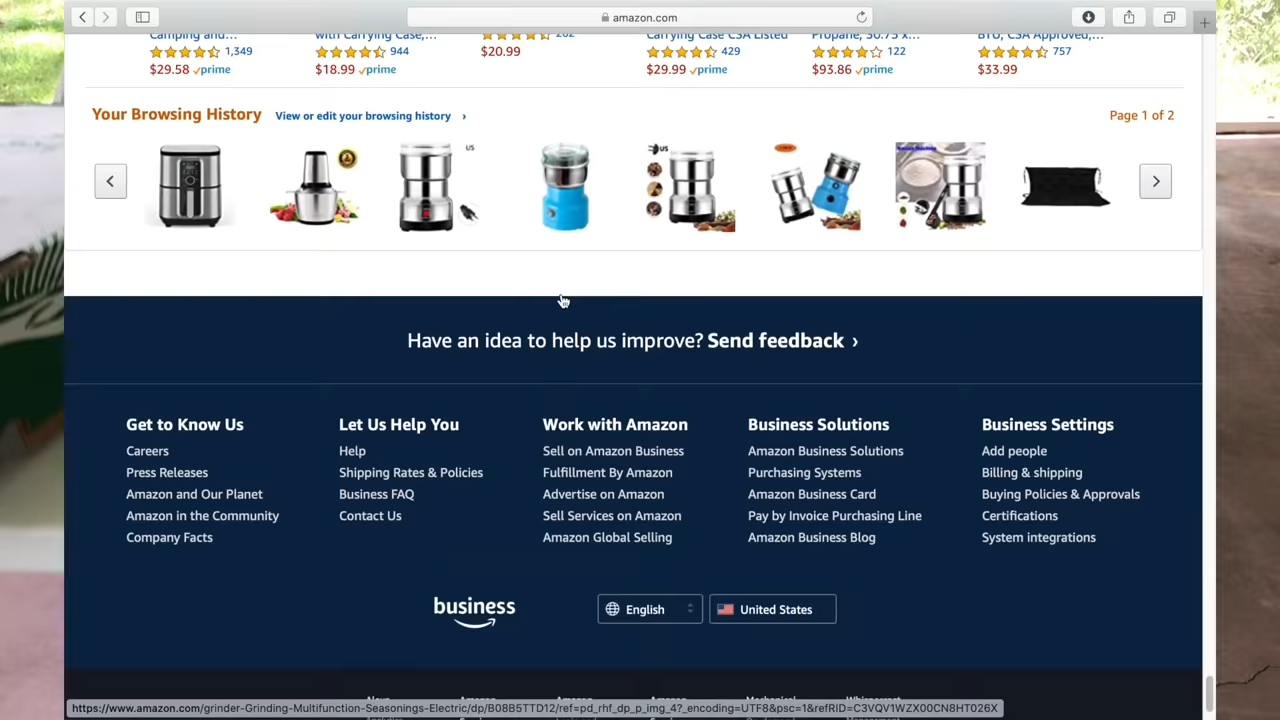 amazon.com
Camping and...
with Carrying Case,...
Carrying Case CSA Listed
Propane, 50.75 x...
BTU, CSA Approved,...
1,349
944
262
429
122
757
$29.58 prime
$18.99 prime
$20.99
$29.99 prime
$93.86 prime
$33.99
Your Browsing History
View or edit your browsing history ›
Page 1 of 2
US
US
Have an idea to help us improve? Send feedback ›
Get to Know Us
Careers
Press Releases
Amazon and Our Planet
Amazon in the Community
Company Facts
Let Us Help You
Help
Shipping Rates & Policies
Business FAQ
Contact Us
Work with Amazon
Sell on Amazon Business
Fulfillment By Amazon
Advertise on Amazon
Sell Services on Amazon
Amazon Global Selling
Business Solutions
Amazon Business Solutions
Purchasing Systems
Amazon Business Card
Pay by Invoice Purchasing Line
Amazon Business Blog
Business Settings
Add people
Billing & shipping
Buying Policies & Approvals
Certifications
System integrations
business
English
United States
https://www.amazon.com/grinder-Grinding-Multifunction-Seasonings-Electric/dp/B08B5TTD12/ref=pd_rhf_dp_p_img_4?_encoding=UTF8&psc=1&refRID=C3VQV1WZX00CN8HT026X